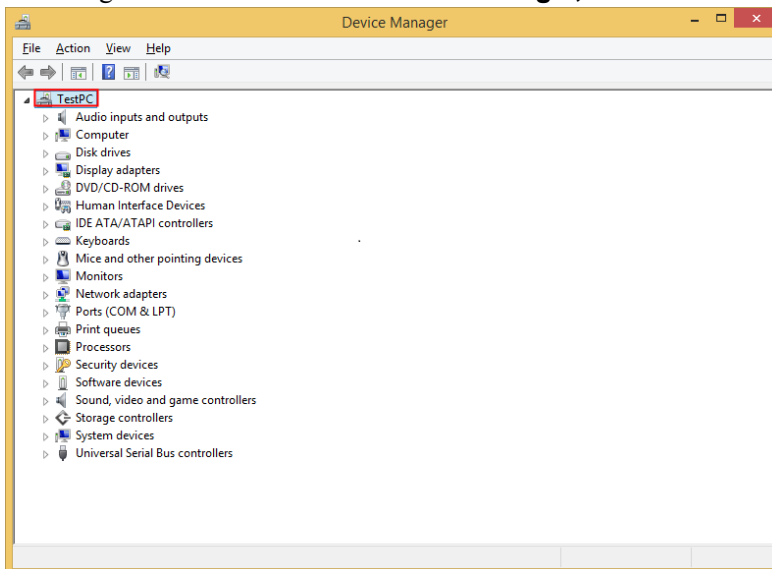 Device Manager
File Action View Help
TestPC
Audio inputs and outputs
Computer
Disk drives
Display adapters
DVD/CD-ROM drives
Human Interface Devices
IDE ATA/ATAPI controllers
Keyboards
Mice and other pointing devices
Monitors
Network adapters
Ports (COM & LPT)
Print queues
Processors
Security devices
Software devices
Sound, video and game controllers
Storage controllers
System devices
Universal Serial Bus controllers